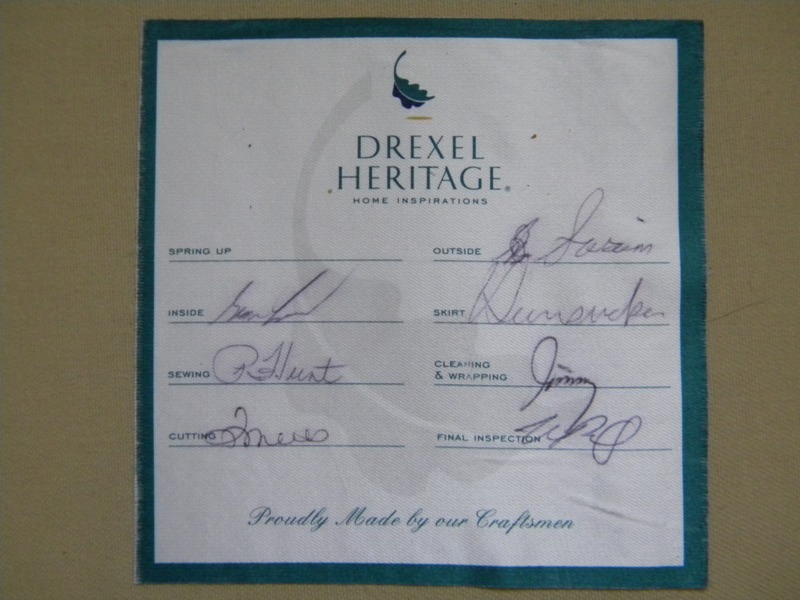 DREXEL
HERITAGE®
HOME INSPIRATIONS
SPRING UP
INSIDE
SEWING R Hunt
CUTTING
OUTSIDE
SKIRT Hunsucker
CLEANING
& WRAPPING Jimmy
FINAL INSPECTION
Proudly Made by our Craftsmen